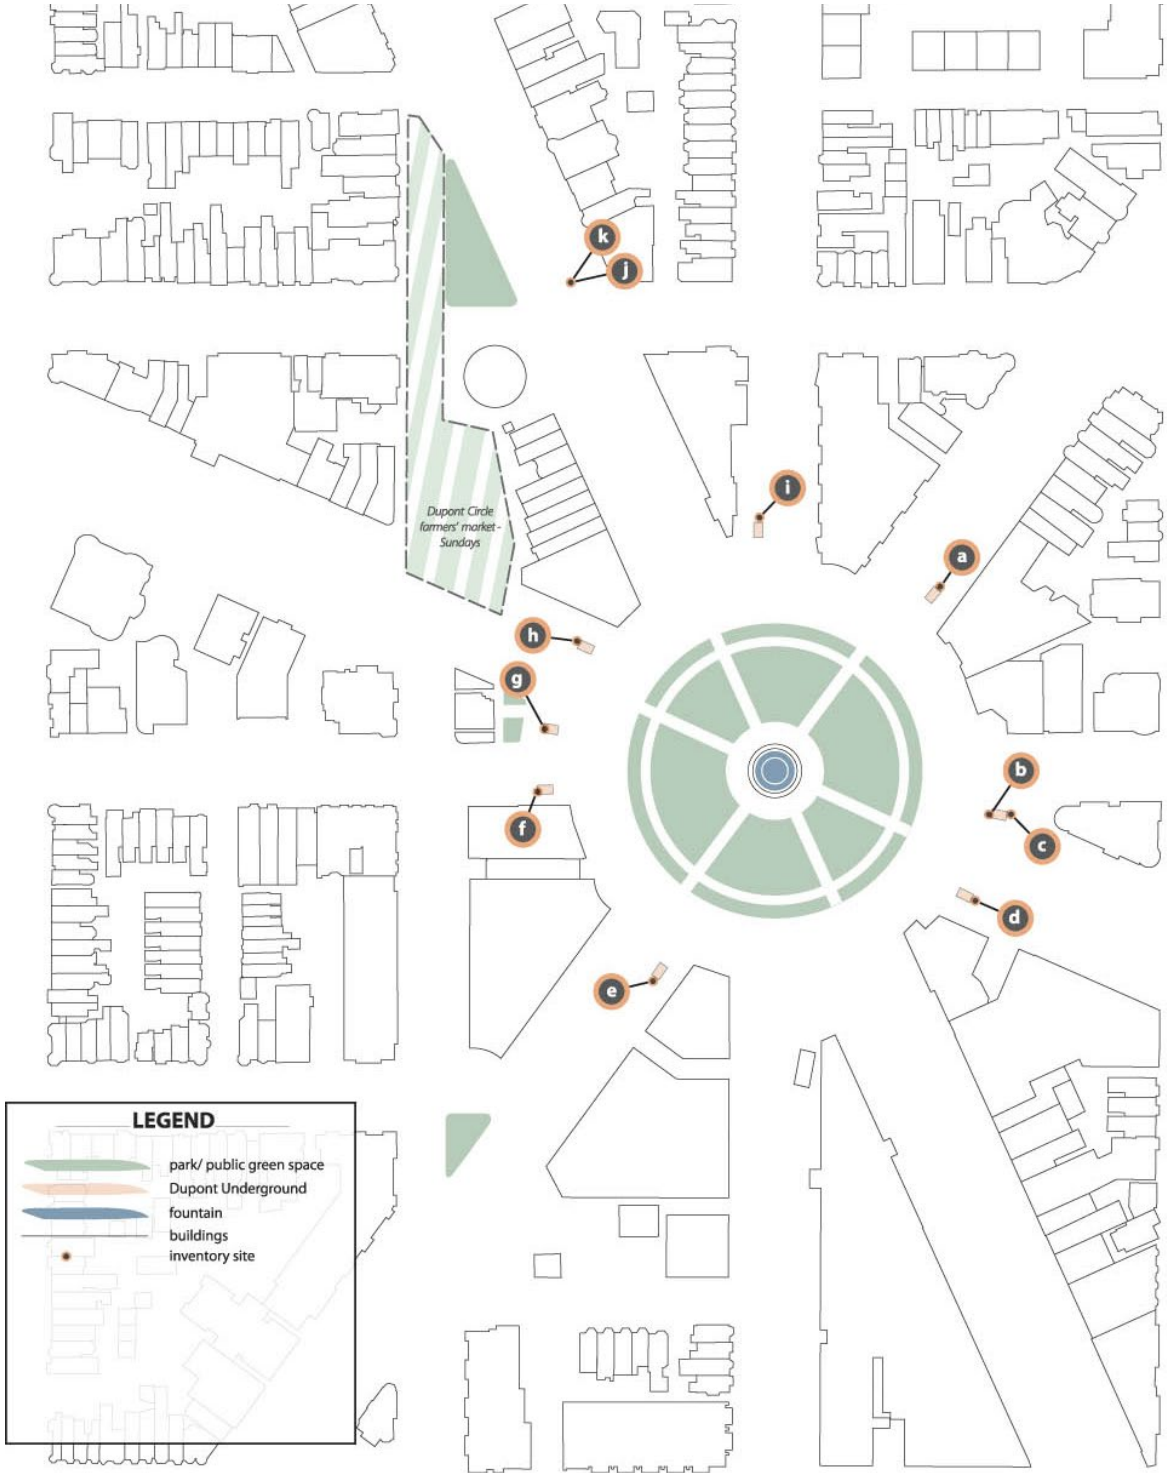 k
j
i
Dupont Circle
farmers' market -
Sundays
a
h
g
b
f
c
d
e
LEGEND
park/ public green space
Dupont Underground
fountain
buildings
inventory site